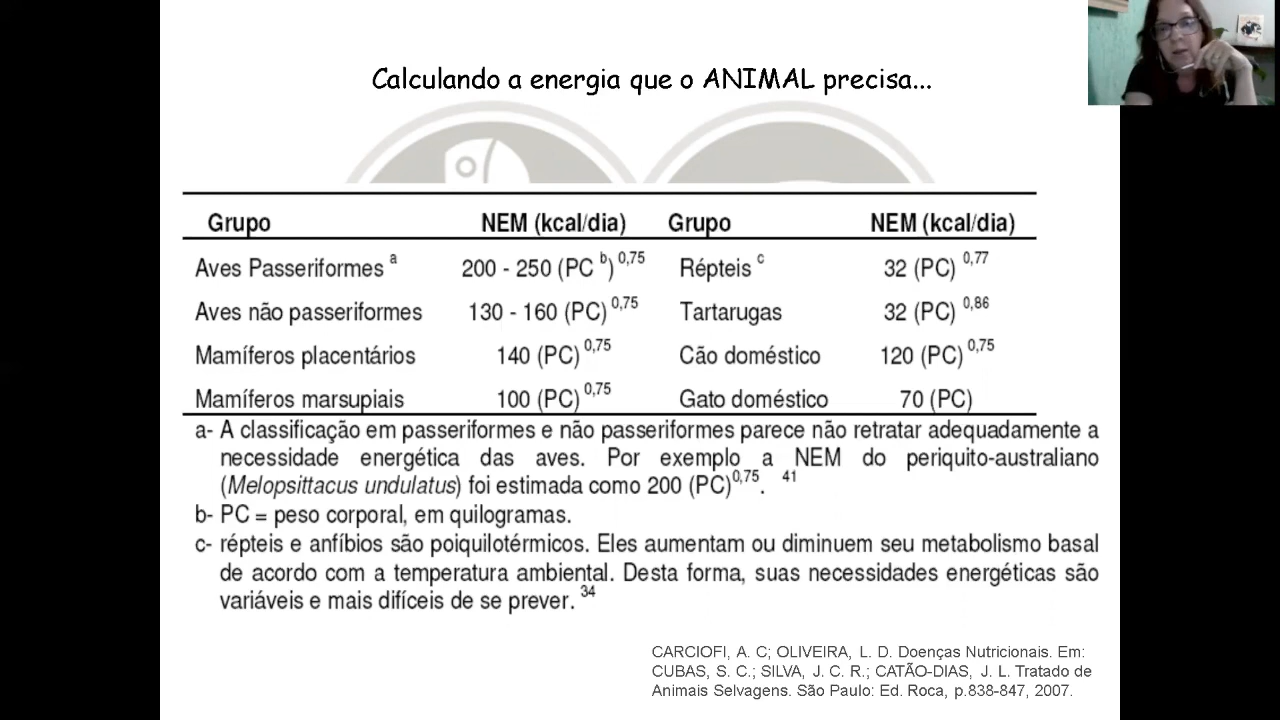 Calculando a energia que o ANIMAL precisa...
Grupo NEM (kcal/dia) Grupo NEM (kcal/dia)
Aves Passeriformes a 200 - 250 (PC b) 0,75 Répteis c 32 (PC) 0,77
Aves não passeriformes 130 - 160 (PC) 0,75 Tartarugas 32 (PC) 0,86
Mamíferos placentários 140 (PC) 0,75 Cão doméstico 120 (PC) 0,75
Mamíferos marsupiais 100 (PC) 0,75 Gato doméstico 70 (PC)
a- A classificação em passeriformes e não passeriformes parece não retratar adequadamente a
necessidade energética das aves. Por exemplo a NEM do periquito-australiano
(Melopsittacus undulatus) foi estimada como 200 (PC)0,75. 41
b- PC = peso corporal, em quilogramas.
c- répteis e anfíbios são poiquilotérmicos. Eles aumentam ou diminuem seu metabolismo basal
de acordo com a temperatura ambiental. Desta forma, suas necessidades energéticas são
variáveis e mais difíceis de se prever. 34
CARCIOFI, A. C; OLIVEIRA, L. D. Doenças Nutricionais. Em:
CUBAS, S. C.; SILVA, J. C. R.; CATÃO-DIAS, J. L. Tratado de
Animais Selvagens. São Paulo: Ed. Roca, p.838-847, 2007.